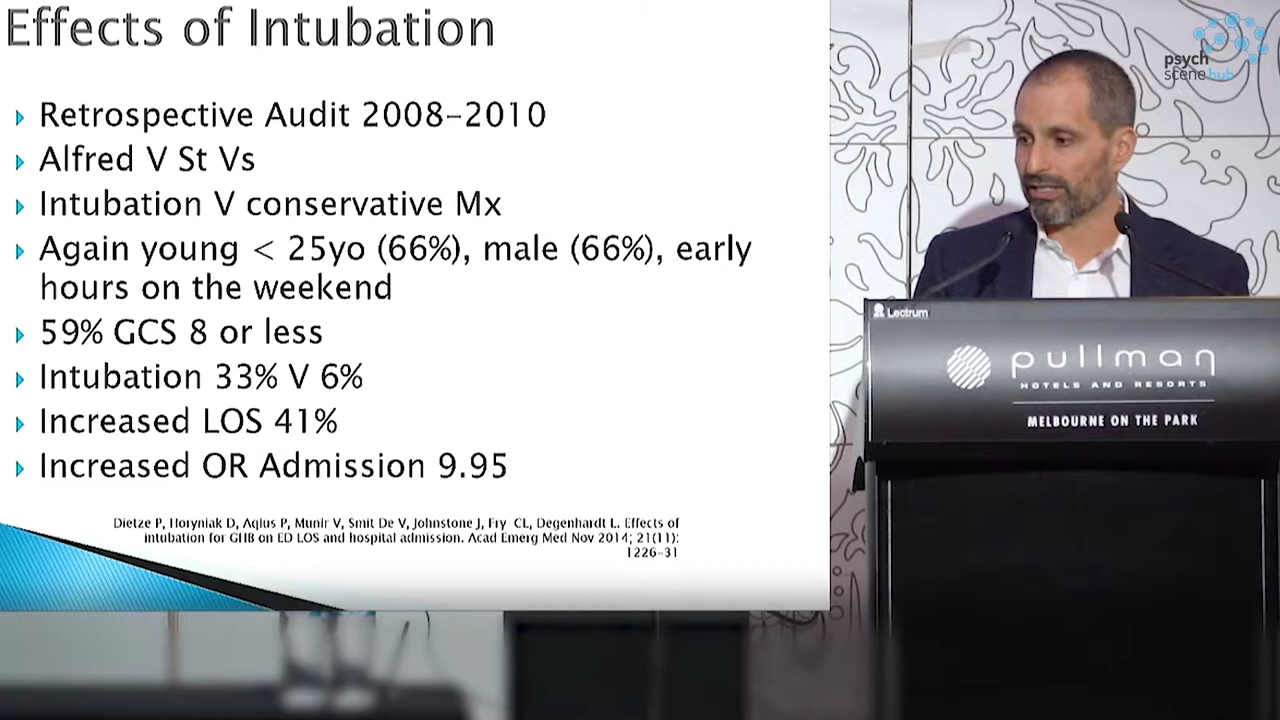 Effects of Intubation
Retrospective Audit 2008–2010
Alfred V St Vs
Intubation V conservative Mx
Again young < 25yo (66%), male (66%), early
hours on the weekend
59% GCS 8 or less
Intubation 33% V 6%
Increased LOS 41%
Increased OR Admission 9.95
Dietze P, Horyniak D, Agius P, Munir V, Smit De V, Johnstone J, Fry CL, Degenhardt L. Effects of
intubation for GHB on ED LOS and hospital admission. Acad Emerg Med Nov 2014; 21(11):
1226–31
psych
scene hub
Lectrum
pullman
HOTELS AND RESORTS
MELBOURNE ON THE PARK